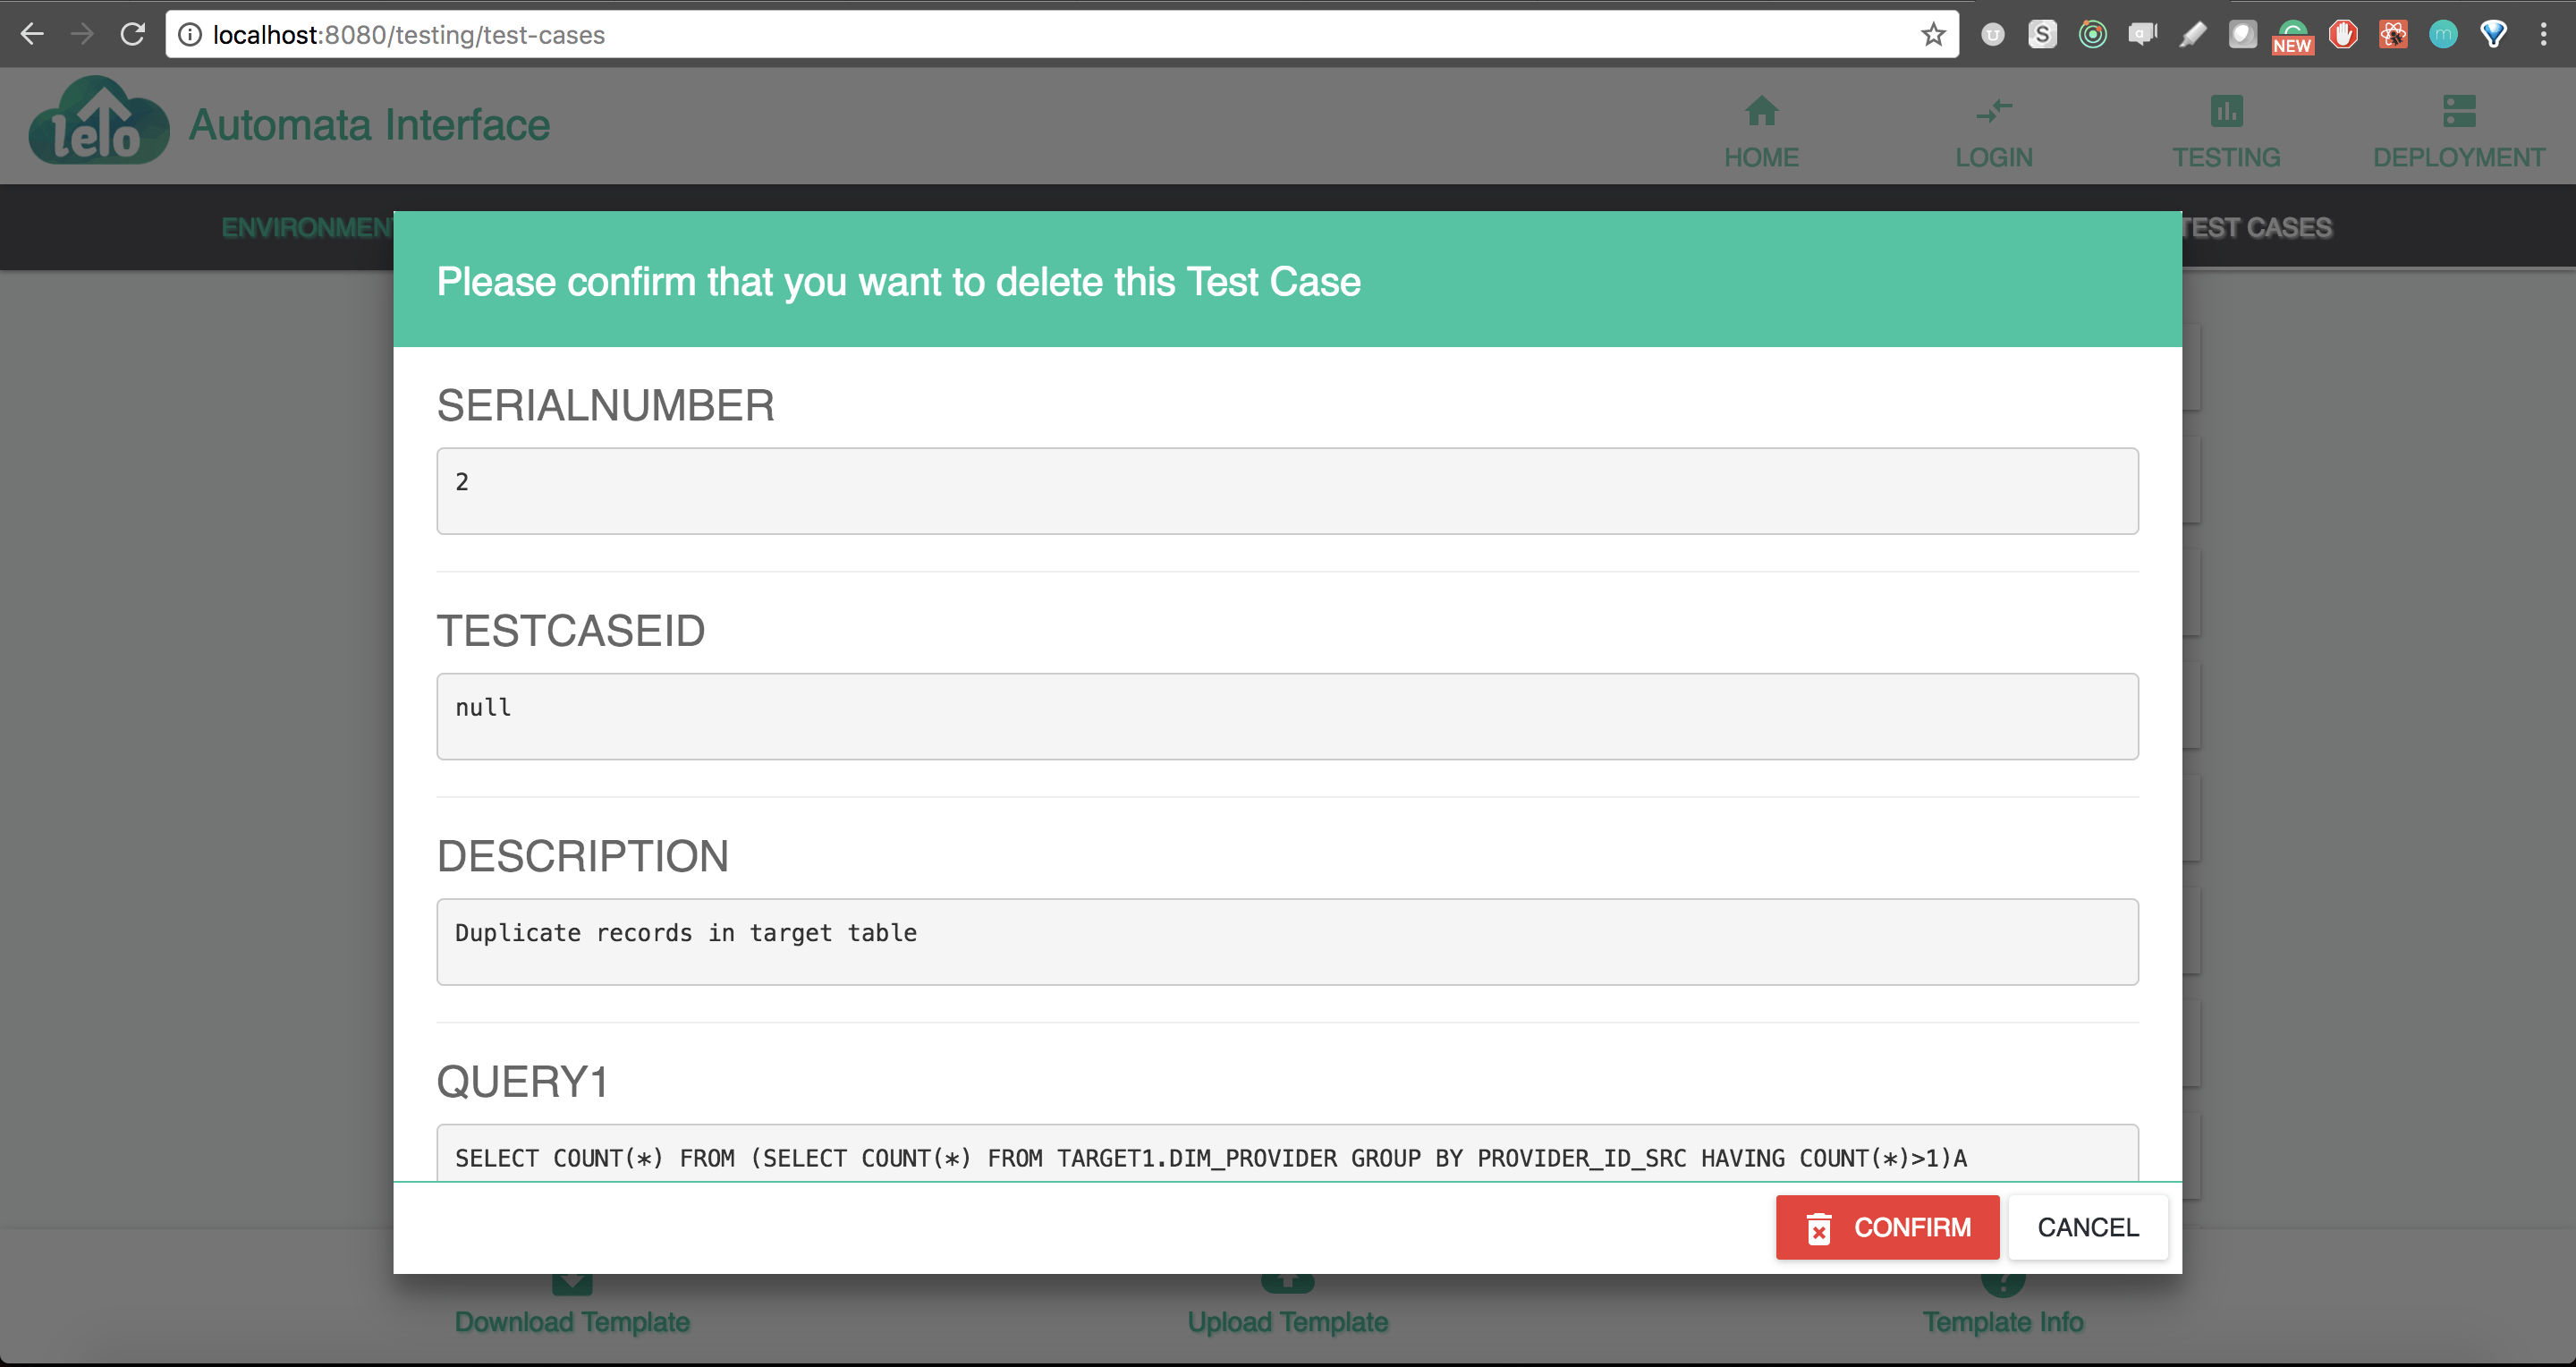 localhost:8080/testing/test-cases
NEW
lelo
Automata Interface
HOME
LOGIN
TESTING
DEPLOYMENT
TEST CASES
Please confirm that you want to delete this Test Case
SERIALNUMBER
2
TESTCASEID
null
DESCRIPTION
Duplicate records in target table
QUERY1
SELECT COUNT(*) FROM (SELECT COUNT(*) FROM TARGET1.DIM_PROVIDER GROUP BY PROVIDER_ID_SRC HAVING COUNT(*)>1)A
CONFIRM
CANCEL
Download Template
Upload Template
Template Info